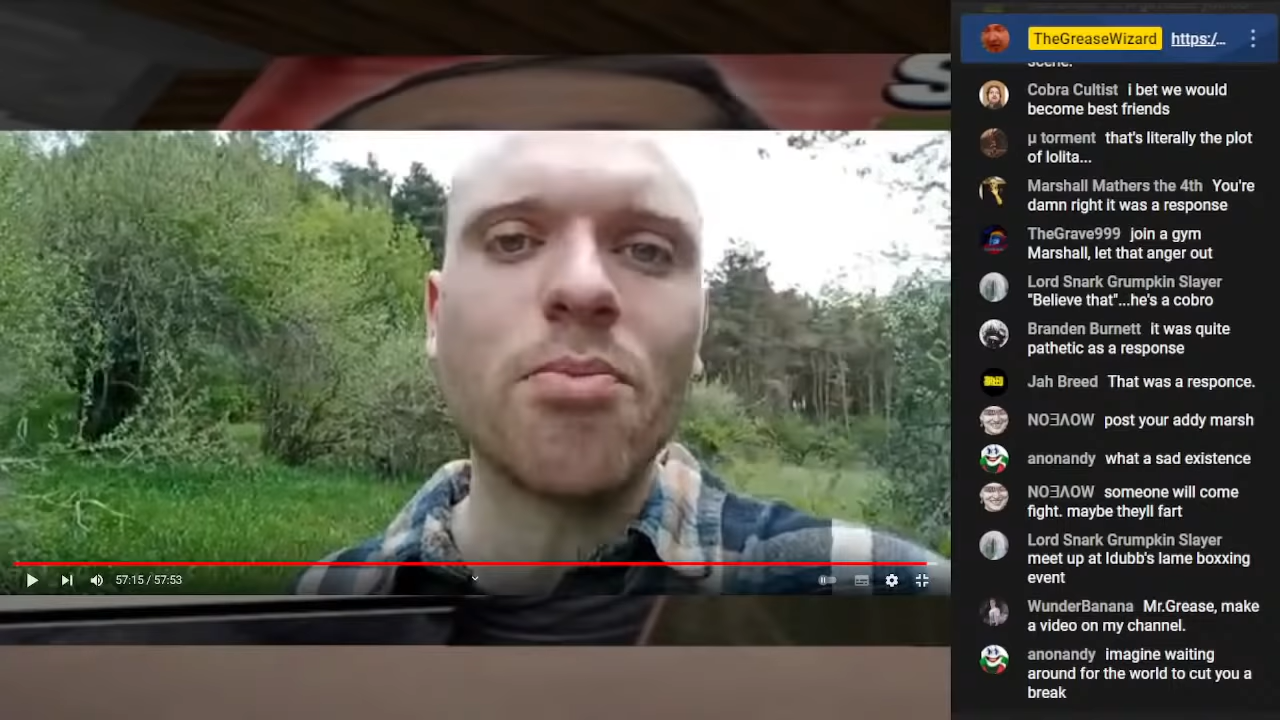 S
57:15 / 57:53
TheGreaseWizard https:/...
scene.
Cobra Cultist i bet we would
become best friends
µ torment that's literally the plot
of lolita...
Marshall Mathers the 4th You're
damn right it was a response
TheGrave999 join a gym
Marshall, let that anger out
Lord Snark Grumpkin Slayer
"Believe that"...he's a cobro
Branden Burnett it was quite
pathetic as a response
Jah Breed That was a responce.
NOƎΛOW post your addy marsh
anonandy what a sad existence
NOƎΛOW someone will come
fight. maybe theyll fart
Lord Snark Grumpkin Slayer
meet up at Idubb's lame boxxing
event
WunderBanana Mr.Grease, make
a video on my channel.
anonandy imagine waiting
around for the world to cut you a
break